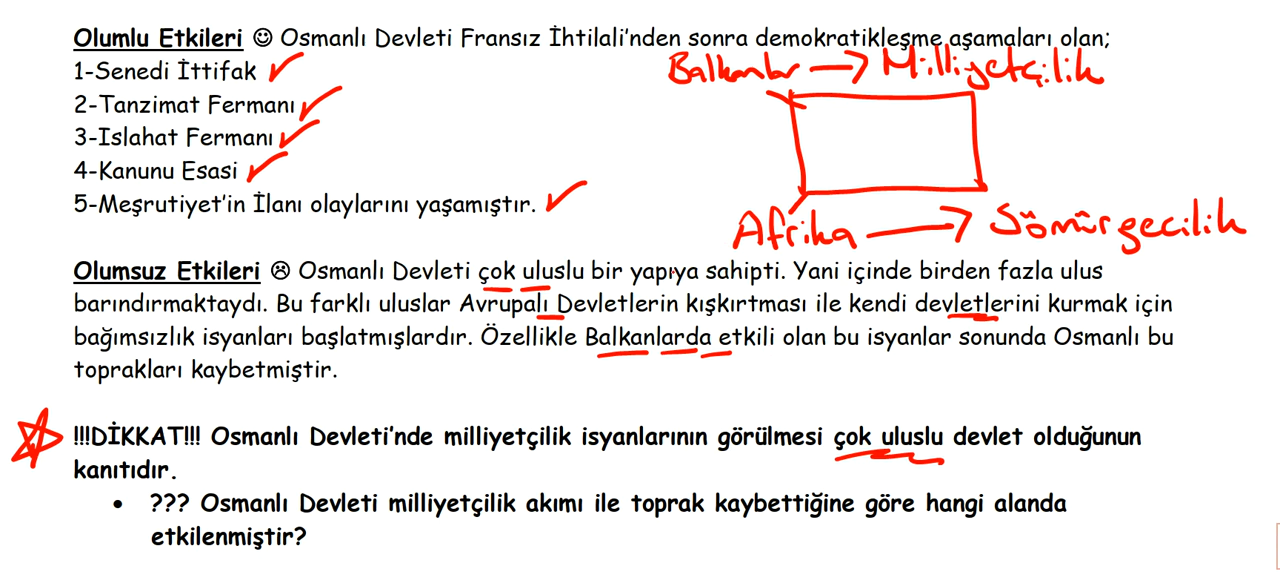 Olumlu Etkileri ☺ Osmanlı Devleti Fransız İhtilali’nden sonra demokratikleşme aşamaları olan;
Balkanlar → Milliyetçilik
1-Senedi İttifak
2-Tanzimat Fermanı
3-Islahat Fermanı
4-Kanunu Esasi
5-Meşrutiyet’in İlanı olaylarını yaşamıştır.
Afrika → Sömürgecilik
Olumsuz Etkileri ☹ Osmanlı Devleti çok uluslu bir yapıya sahipti. Yani içinde birden fazla ulus
barındırmaktaydı. Bu farklı uluslar Avrupalı Devletlerin kışkırtması ile kendi devletlerini kurmak için
bağımsızlık isyanları başlatmışlardır. Özellikle Balkanlarda etkili olan bu isyanlar sonunda Osmanlı bu
toprakları kaybetmiştir.
!!!DİKKAT!!! Osmanlı Devleti’nde milliyetçilik isyanlarının görülmesi çok uluslu devlet olduğunun
kanıtıdır.
• ??? Osmanlı Devleti milliyetçilik akımı ile toprak kaybettiğine göre hangi alanda
etkilenmiştir?